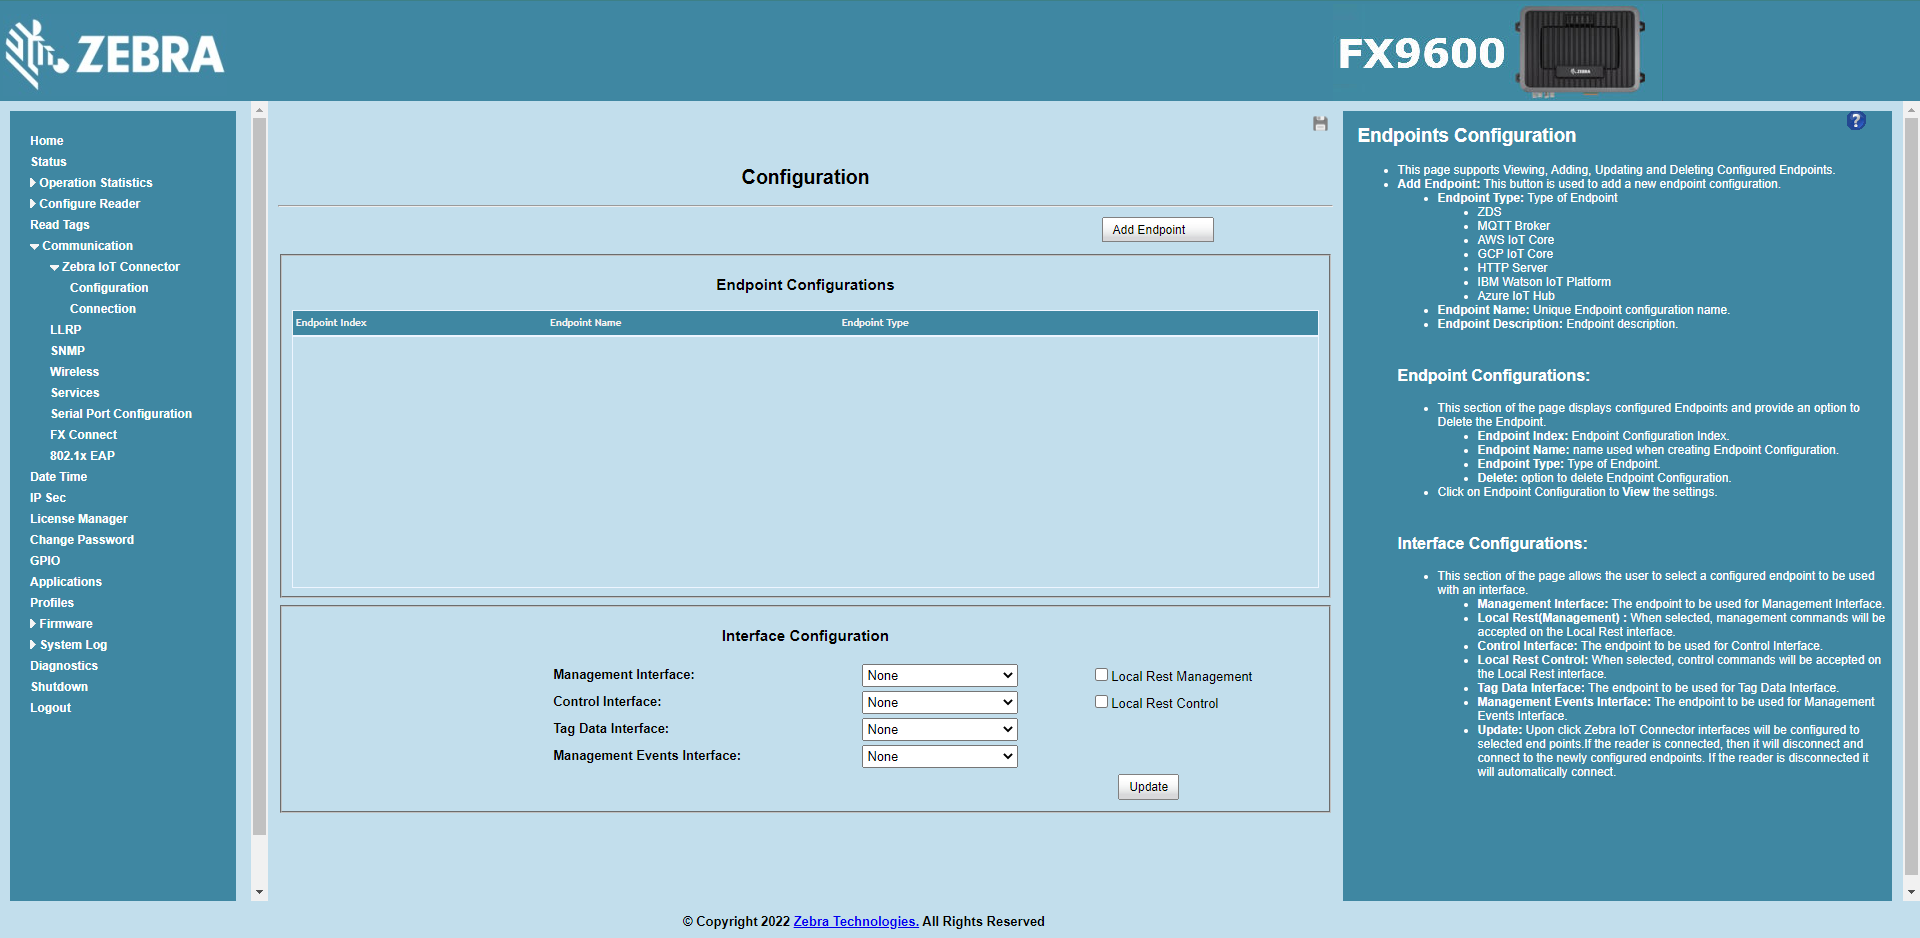 ZEBRA
FX9600
ZEBRA
Home
Status
Operation Statistics
Configure Reader
Read Tags
Communication
Zebra IoT Connector
Configuration
Connection
LLRP
SNMP
Wireless
Services
Serial Port Configuration
FX Connect
802.1x EAP
Date Time
IP Sec
License Manager
Change Password
GPIO
Applications
Profiles
Firmware
System Log
Diagnostics
Shutdown
Logout
Configuration
Add Endpoint
Endpoint Configurations
Endpoint Index Endpoint Name Endpoint Type
Interface Configuration
Management Interface: None Local Rest Management
Control Interface: None Local Rest Control
Tag Data Interface: None
Management Events Interface: None
Update
?
Endpoints Configuration
This page supports Viewing, Adding, Updating and Deleting Configured Endpoints.
Add Endpoint: This button is used to add a new endpoint configuration.
Endpoint Type: Type of Endpoint
ZDS
MQTT Broker
AWS IoT Core
GCP IoT Core
HTTP Server
IBM Watson IoT Platform
Azure IoT Hub
Endpoint Name: Unique Endpoint configuration name.
Endpoint Description: Endpoint description.
Endpoint Configurations:
This section of the page displays configured Endpoints and provide an option to
Delete the Endpoint.
Endpoint Index: Endpoint Configuration Index.
Endpoint Name: name used when creating Endpoint Configuration.
Endpoint Type: Type of Endpoint.
Delete: option to delete Endpoint Configuration.
Click on Endpoint Configuration to View the settings.
Interface Configurations:
This section of the page allows the user to select a configured endpoint to be used
with an interface.
Management Interface: The endpoint to be used for Management Interface.
Local Rest(Management) : When selected, management commands will be
accepted on the Local Rest interface.
Control Interface: The endpoint to be used for Control Interface.
Local Rest Control: When selected, control commands will be accepted on
the Local Rest interface.
Tag Data Interface: The endpoint to be used for Tag Data Interface.
Management Events Interface: The endpoint to be used for Management
Events Interface.
Update: Upon click Zebra IoT Connector interfaces will be configured to
selected end points.If the reader is connected, then it will disconnect and
connect to the newly configured endpoints. If the reader is disconnected it
will automatically connect.
© Copyright 2022 Zebra Technologies. All Rights Reserved